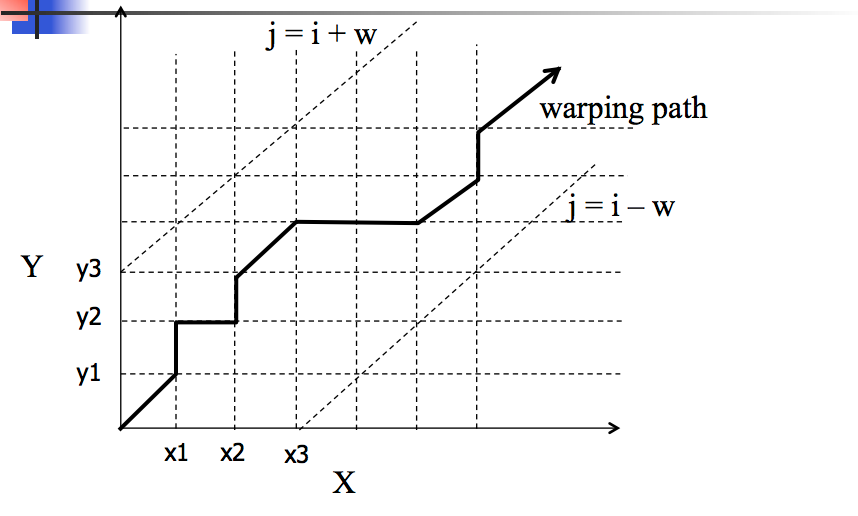 j = i + w
warping path
j = i – w
Y
y3
y2
y1
x1 x2 x3
X